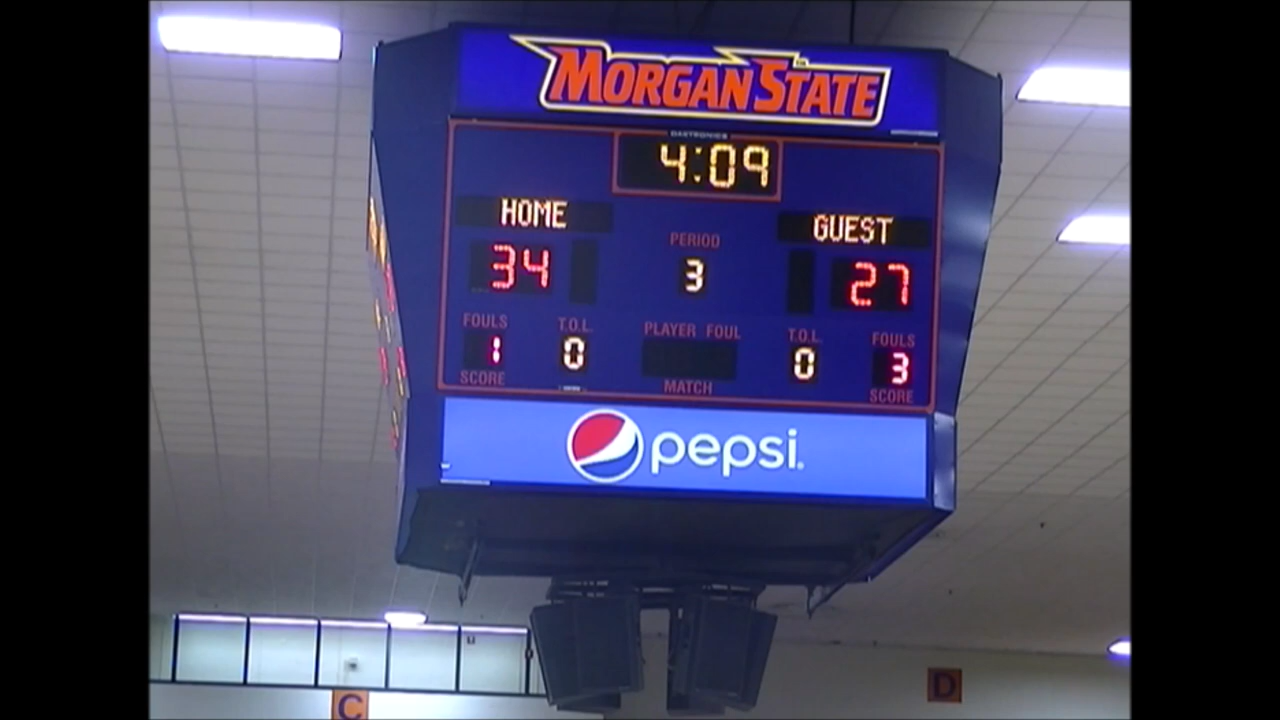 MORGAN STATE
DAKTRONICS
4:09
HOME
GUEST
PERIOD
34
3
27
FOULS
T.O.L.
PLAYER FOUL
T.O.L.
FOULS
1
0
0
3
SCORE
MATCH
SCORE
pepsi
C
D